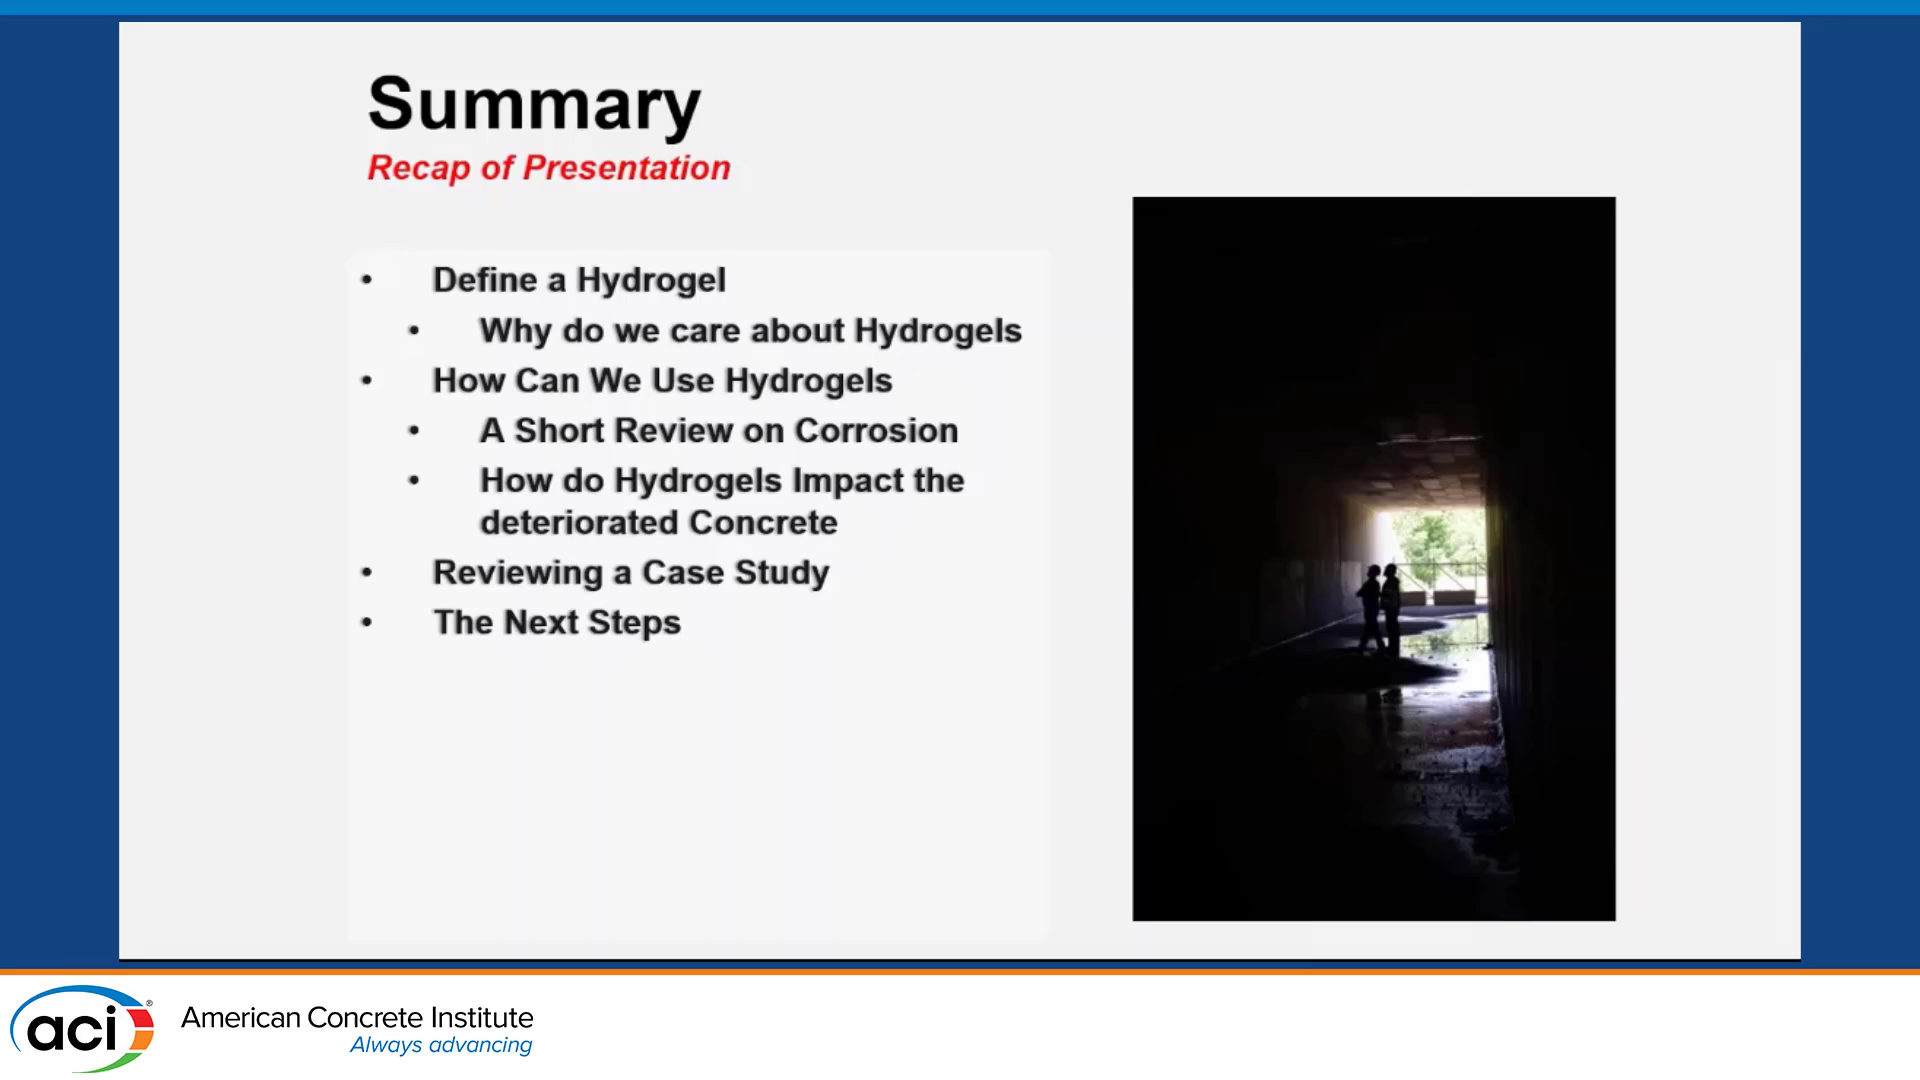 Summary
Recap of Presentation
• Define a Hydrogel
• Why do we care about Hydrogels
• How Can We Use Hydrogels
• A Short Review on Corrosion
• How do Hydrogels Impact the
deteriorated Concrete
• Reviewing a Case Study
• The Next Steps
aci®
American Concrete Institute
Always advancing